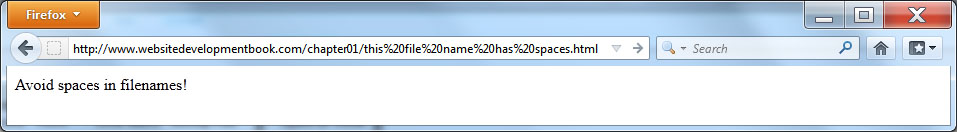 Firefox
http://www.websitedevelopmentbook.com/chapter01/this%20file%20name%20has%20spaces.html
Search
Avoid spaces in filenames!